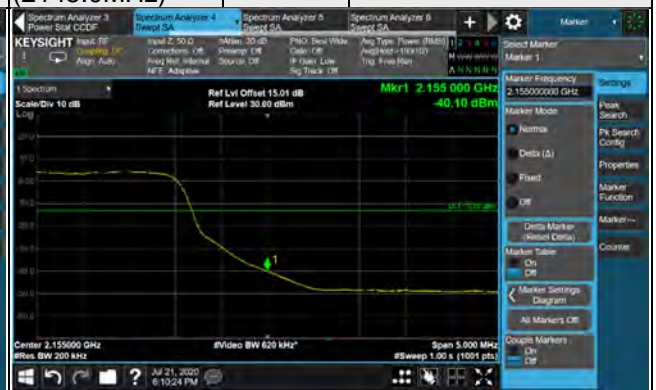 (2145.0MHz)
Spectrum Analyzer 3
Power Stat CCDF
Spectrum Analyzer 4
Swept SA
Spectrum Analyzer 5
Swept SA
Spectrum Analyzer 6
Swept SA
Marker
KEYSIGHT
Input: RF
Coupling: DC
Align: Auto
Input Z: 50 Ω
Corrections: Off
Freq Ref: Internal
NFE: Adaptive
#Atten: 30 dB
Preamp: Off
Source: Off
PNO: Best Wide
Gate: Off
IF Gain: Low
Sig Track: Off
Avg Type: Power (RMS)
Avg|Hold:>100/100
Trig: Free Run
Select Marker
Marker 1
1 Spectrum
Scale/Div 10 dB
Log
Ref Lvl Offset 15.01 dB
Ref Level 30.00 dBm
Mkr1 2.155 000 GHz
-40.10 dBm
Marker Frequency
2.155000000 GHz
Settings
Marker Mode
Normal
Delta (Δ)
Fixed
Off
Peak
Search
Pk Search
Config
Properties
Marker
Function
Marker→
Counter
Delta Marker
(Reset Delta)
Marker Table
On
Off
Marker Settings
Diagram
All Markers Off
Couple Markers
On
Off
1
Center 2.155000 GHz
#Res BW 200 kHz
#Video BW 620 kHz*
Span 5.000 MHz
#Sweep 1.00 s (1001 pts)
Jul 21, 2020
6:10:24 PM